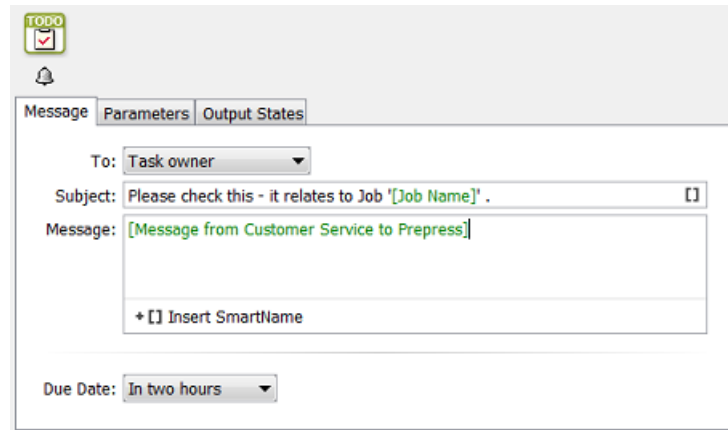 TODO
Message Parameters Output States
To: Task owner
Subject: Please check this - it relates to Job '[Job Name]' . []
Message: [Message from Customer Service to Prepress]
+[] Insert SmartName
Due Date: In two hours